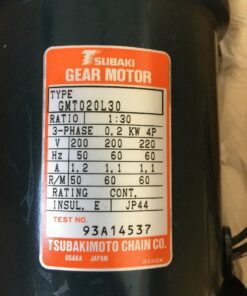 TSUBAKI
GEAR MOTOR
TYPE
GMT020L30
RATIO 1:30
3-PHASE 0.2 KW 4P
V 200 200 220
Hz 50 60 60
A 1.2 1.1 1.1
R/M 50 60 60
RATING CONT.
INSUL. E JP44
TEST NO.
93A14537
TSUBAKIMOTO CHAIN CO.
OSAKA JAPAN